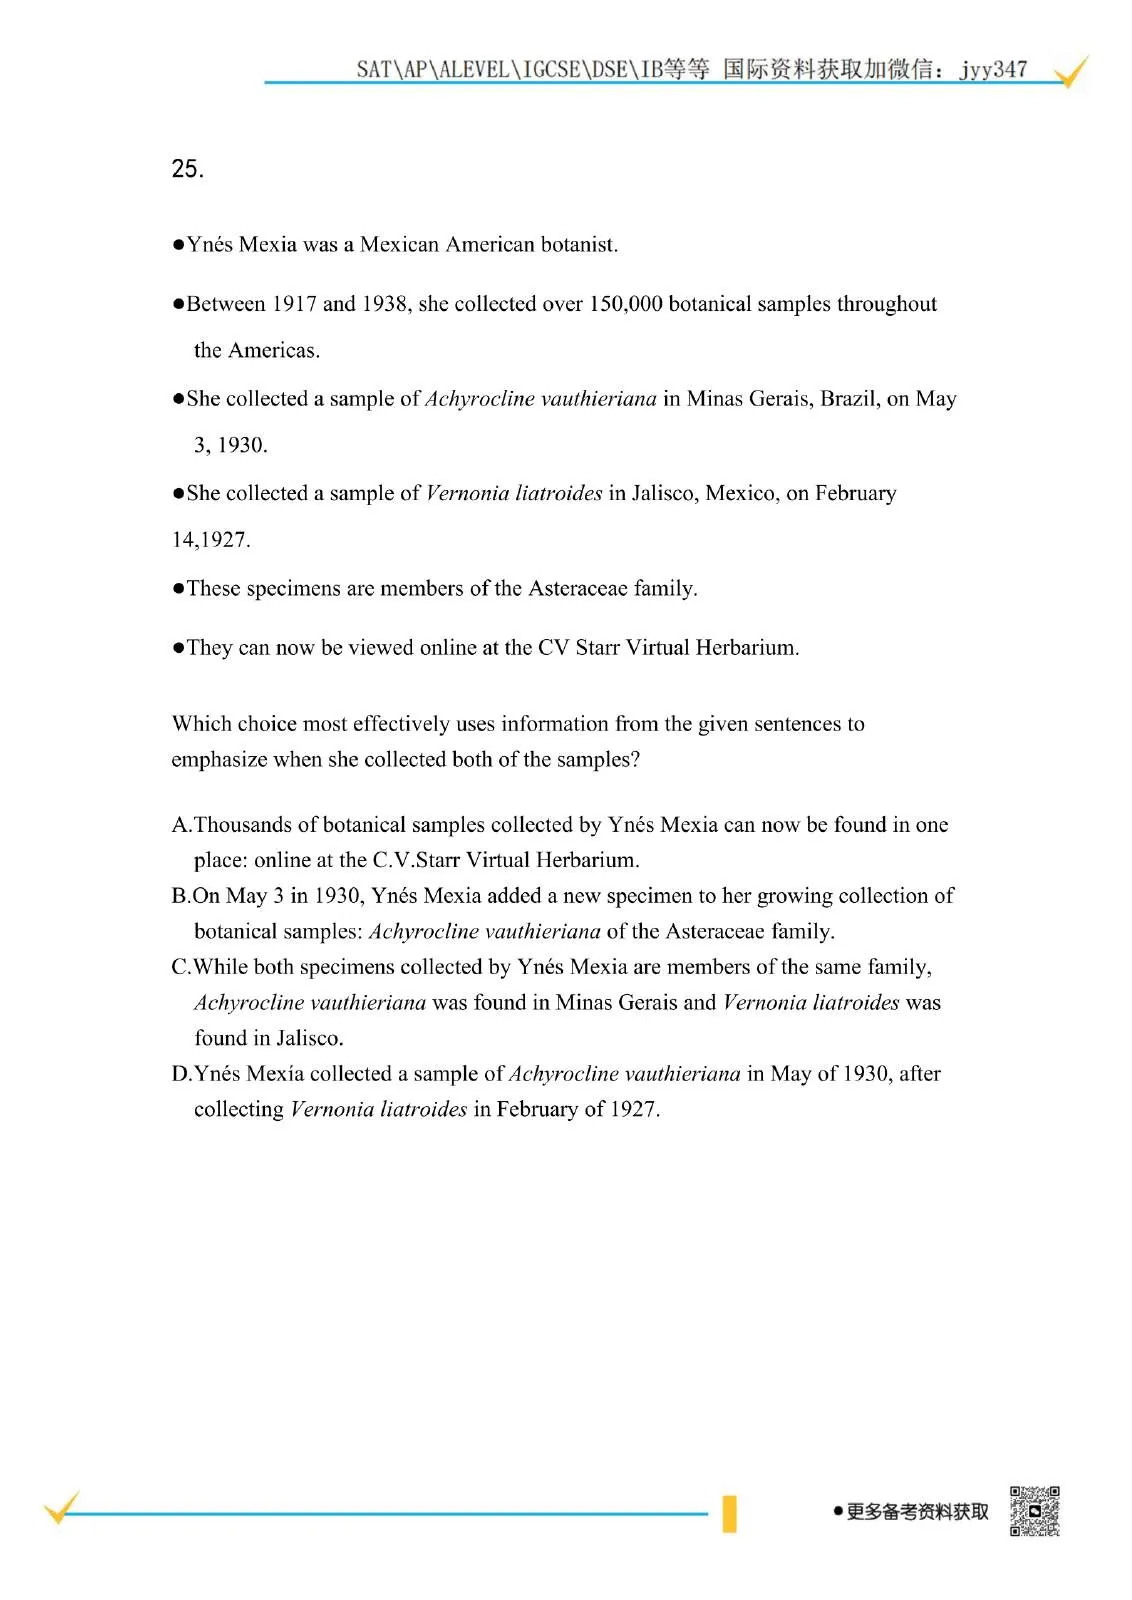 SAT\AP\ALEVEL\IGCSE\DSE\IB等等 国际资料获取加微信: jyy347
25.
●Ynés Mexia was a Mexican American botanist.
●Between 1917 and 1938, she collected over 150,000 botanical samples throughout
the Americas.
●She collected a sample of Achyrocline vauthieriana in Minas Gerais, Brazil, on May
3, 1930.
●She collected a sample of Vernonia liatroides in Jalisco, Mexico, on February
14,1927.
●These specimens are members of the Asteraceae family.
●They can now be viewed online at the CV Starr Virtual Herbarium.
Which choice most effectively uses information from the given sentences to
emphasize when she collected both of the samples?
A.Thousands of botanical samples collected by Ynés Mexia can now be found in one
place: online at the C.V.Starr Virtual Herbarium.
B.On May 3 in 1930, Ynés Mexia added a new specimen to her growing collection of
botanical samples: Achyrocline vauthieriana of the Asteraceae family.
C.While both specimens collected by Ynés Mexia are members of the same family,
Achyrocline vauthieriana was found in Minas Gerais and Vernonia liatroides was
found in Jalisco.
D.Ynés Mexía collected a sample of Achyrocline vauthieriana in May of 1930, after
collecting Vernonia liatroides in February of 1927.
●更多备考资料获取